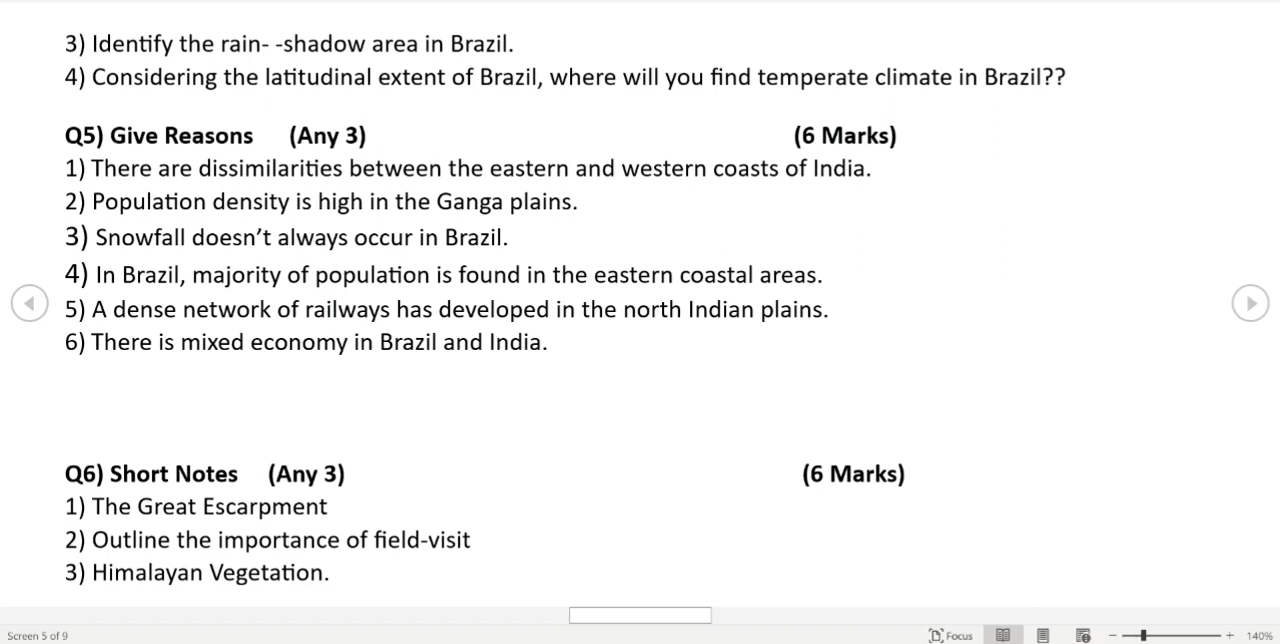 3) Identify the rain- -shadow area in Brazil.
4) Considering the latitudinal extent of Brazil, where will you find temperate climate in Brazil??
Q5) Give Reasons (Any 3) (6 Marks)
1) There are dissimilarities between the eastern and western coasts of India.
2) Population density is high in the Ganga plains.
3) Snowfall doesn’t always occur in Brazil.
4) In Brazil, majority of population is found in the eastern coastal areas.
5) A dense network of railways has developed in the north Indian plains.
6) There is mixed economy in Brazil and India.
Q6) Short Notes (Any 3) (6 Marks)
1) The Great Escarpment
2) Outline the importance of field-visit
3) Himalayan Vegetation.
Screen 5 of 9 Focus − + 140%